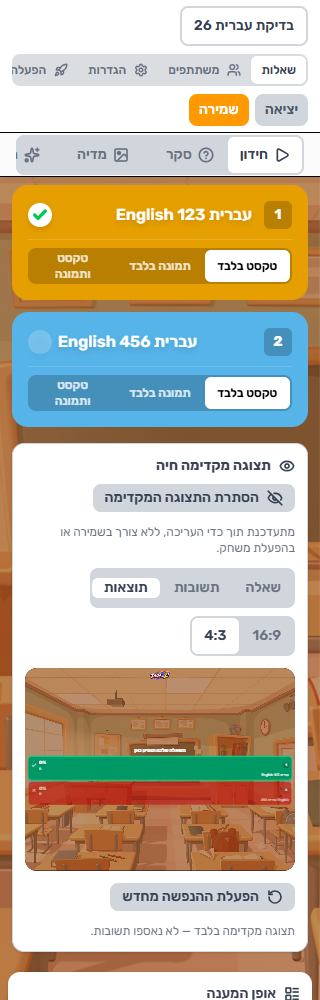 בדיקת עברית 26
שאלות
משתתפים
הגדרות
הפעלה
יציאה
שמירה
חידון
סקר
מדיה
1
עברית English 123
טקסט בלבד
תמונה בלבד
טקסט
ותמונה
2
עברית English 456
טקסט בלבד
תמונה בלבד
טקסט
ותמונה
תצוגה מקדימה חיה
הסתרת התצוגה המקדימה
מתעדכנת תוך כדי העריכה, ללא צורך בשמירה או
בהפעלת משחק.
שאלה
תשובות
תוצאות
16:9
4:3
0%
0%
הפעלת ההנפשה מחדש
תצוגה מקדימה בלבד — לא נאספו תשובות.
אופן המענה